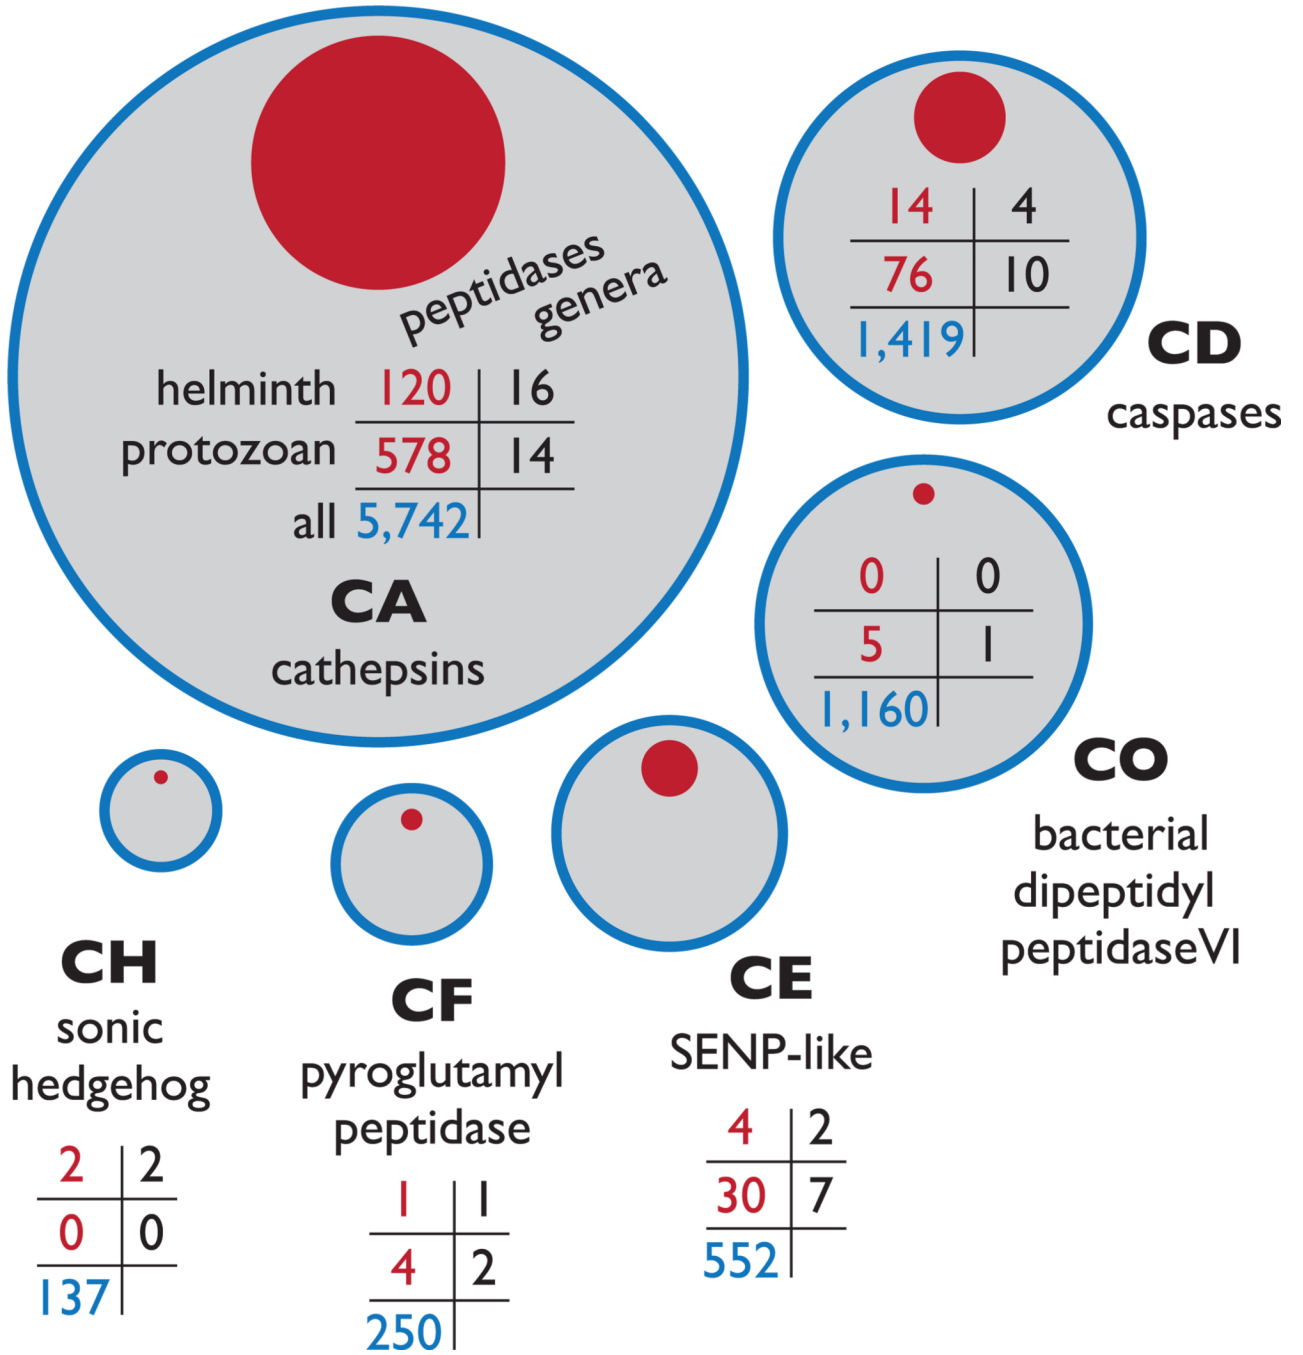 peptidases
genera
helminth 120 16
protozoan 578 14
all 5,742
CA
cathepsins
14 4
76 10
1,419
CD
caspases
0 0
5 1
1,160
CO
bacterial
dipeptidyl
peptidase VI
CH
sonic
hedgehog
2 2
0 0
137
CF
pyroglutamyl
peptidase
1 1
4 2
250
CE
SENP-like
4 2
30 7
552